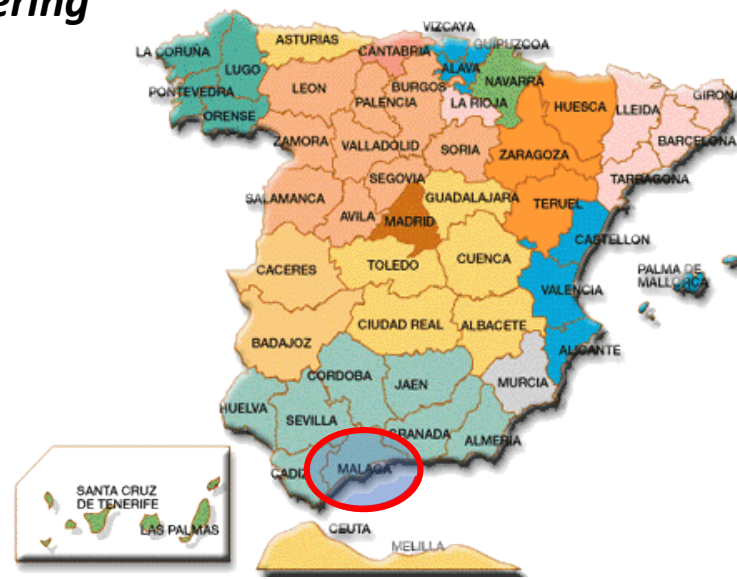 ering
VIZCAYA
ASTURIAS
GUIPUZCOA
LA CORUÑA
CANTABRIA
LUGO
ALAVA
NAVARRA
LEON
BURGOS
PONTEVEDRA
PALENCIA
LA RIOJA
HUESCA
LLEIDA
GIRONA
ORENSE
ZAMORA
VALLADOLID
SORIA
ZARAGOZA
BARCELONA
SEGOVIA
TARRAGONA
SALAMANCA
AVILA
MADRID
GUADALAJARA
TERUEL
CASTELLON
CACERES
TOLEDO
CUENCA
PALMA DE
MALLORCA
VALENCIA
CIUDAD REAL
ALBACETE
BADAJOZ
ALICANTE
CORDOBA
JAEN
MURCIA
HUELVA
SEVILLA
GRANADA
ALMERIA
CADIZ
MALAGA
SANTA CRUZ
DE TENERIFE
LAS PALMAS
CEUTA
MELILLA